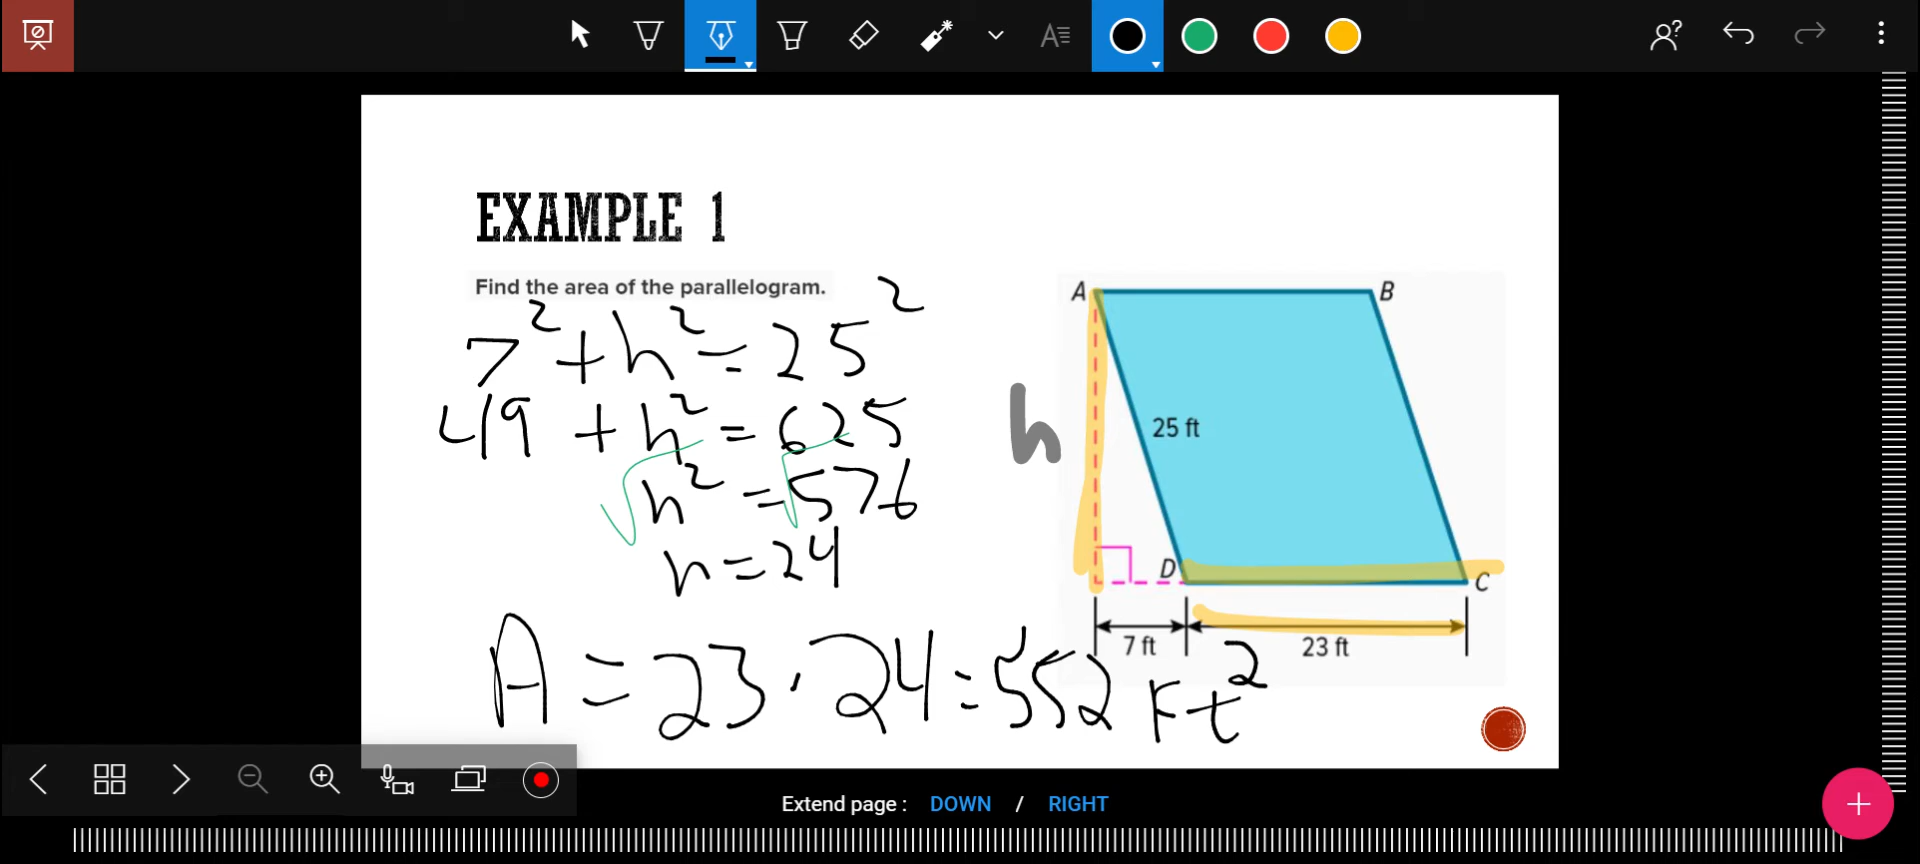 EXAMPLE 1
Find the area of the parallelogram.
7² + h² = 25²
49 + h² = 625
√h² = √576
h = 24
A = 23 · 24 = 552 Ft²
A
B
h
25 ft
D
C
7 ft
23 ft
Extend page : DOWN / RIGHT